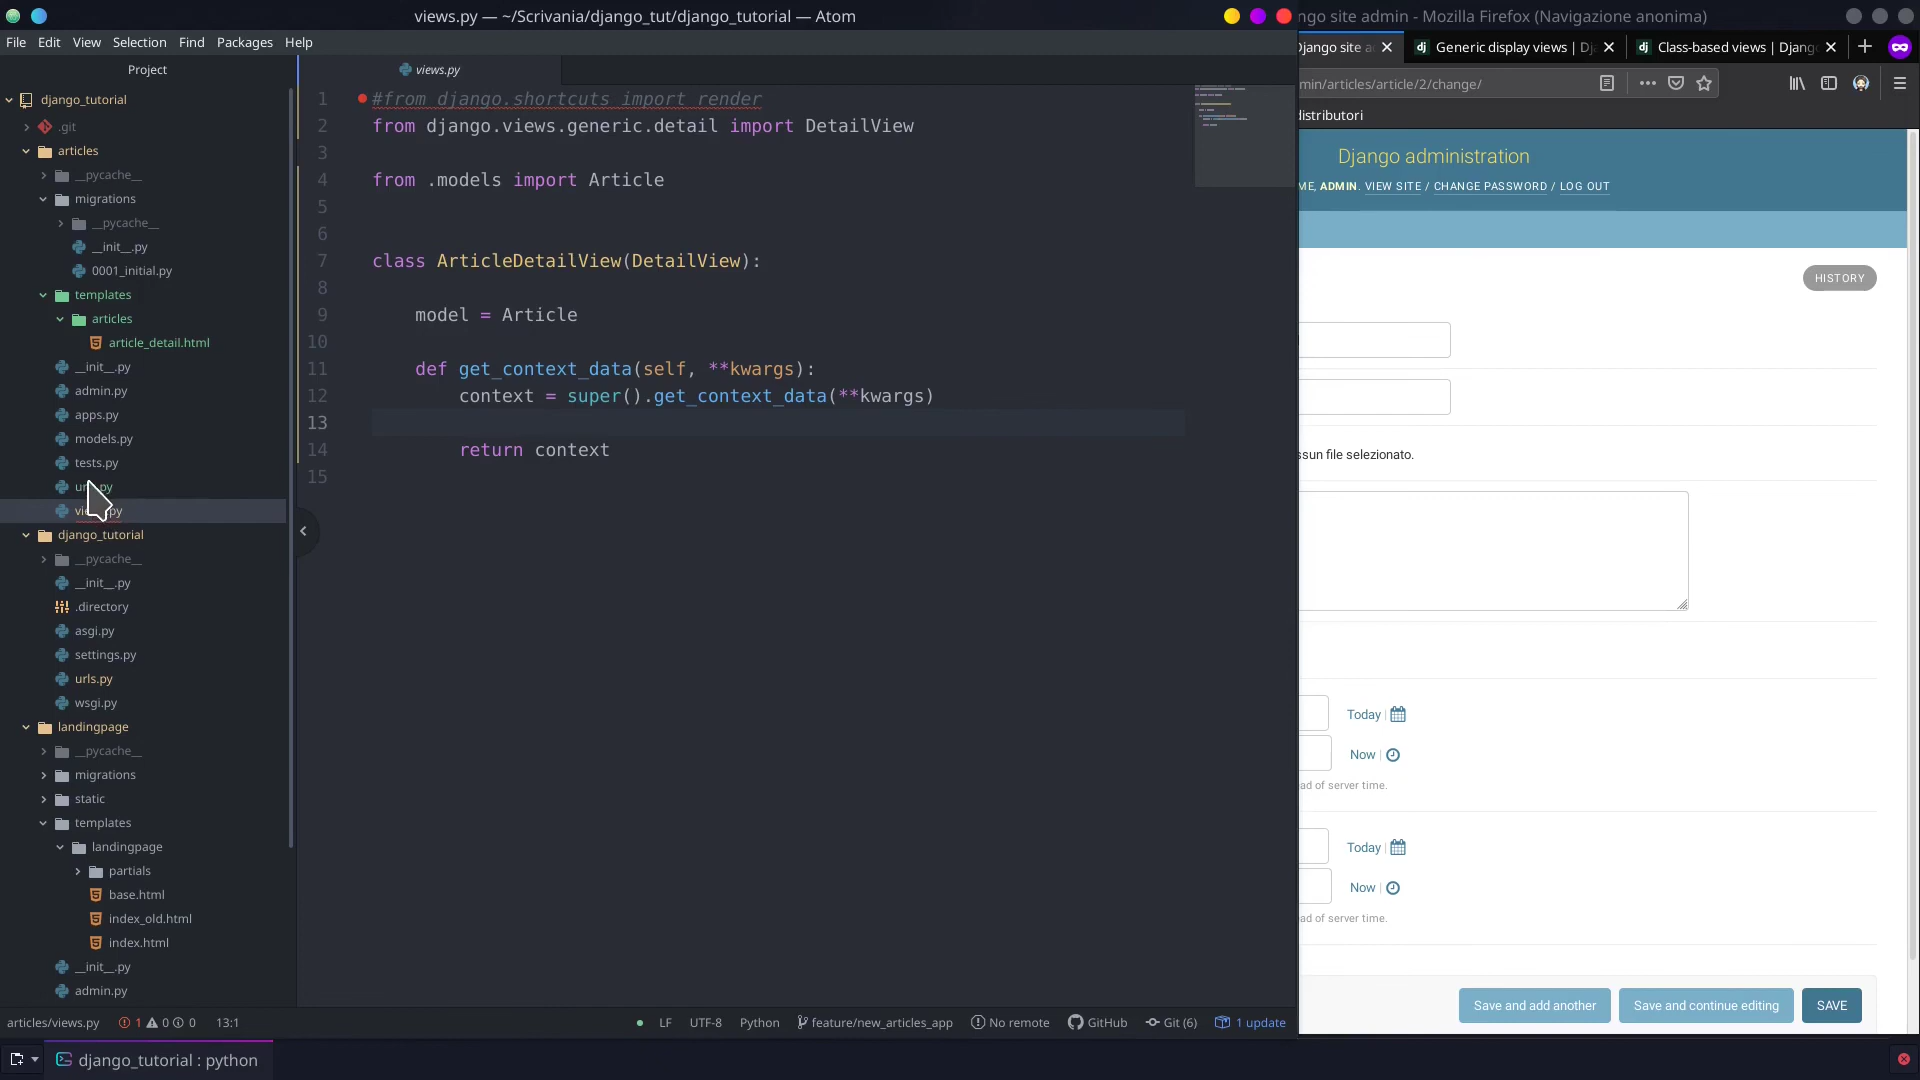 views.py — ~/Scrivania/django_tut/django_tutorial — Atom
File Edit View Selection Find Packages Help
Project
django_tutorial
.git
articles
__pycache__
migrations
__pycache__
__init__.py
0001_initial.py
templates
articles
article_detail.html
__init__.py
admin.py
apps.py
models.py
tests.py
django_tutorial
__pycache__
__init__.py
.directory
asgi.py
settings.py
urls.py
wsgi.py
landingpage
__pycache__
migrations
static
templates
landingpage
partials
base.html
index_old.html
index.html
__init__.py
admin.py
views.py
1 #from django.shortcuts import render
2 from django.views.generic.detail import DetailView
3
4 from .models import Article
5
6
7 class ArticleDetailView(DetailView):
8
9 model = Article
10
11 def get_context_data(self, **kwargs):
12 context = super().get_context_data(**kwargs)
13
14 return context
15
articles/views.py 1 0 0 13:1 LF UTF-8 Python feature/new_articles_app No remote GitHub Git (6) 1 update
django_tutorial : python
ngo site admin - Mozilla Firefox (Navigazione anonima)
Django site a
Generic display views | Dj
Class-based views | Djang
min/articles/article/2/change/
distributori
Django administration
ME, ADMIN. VIEW SITE / CHANGE PASSWORD / LOG OUT
HISTORY
ssun file selezionato.
Today
Now
ad of server time.
Today
Now
ad of server time.
Save and add another
Save and continue editing
SAVE